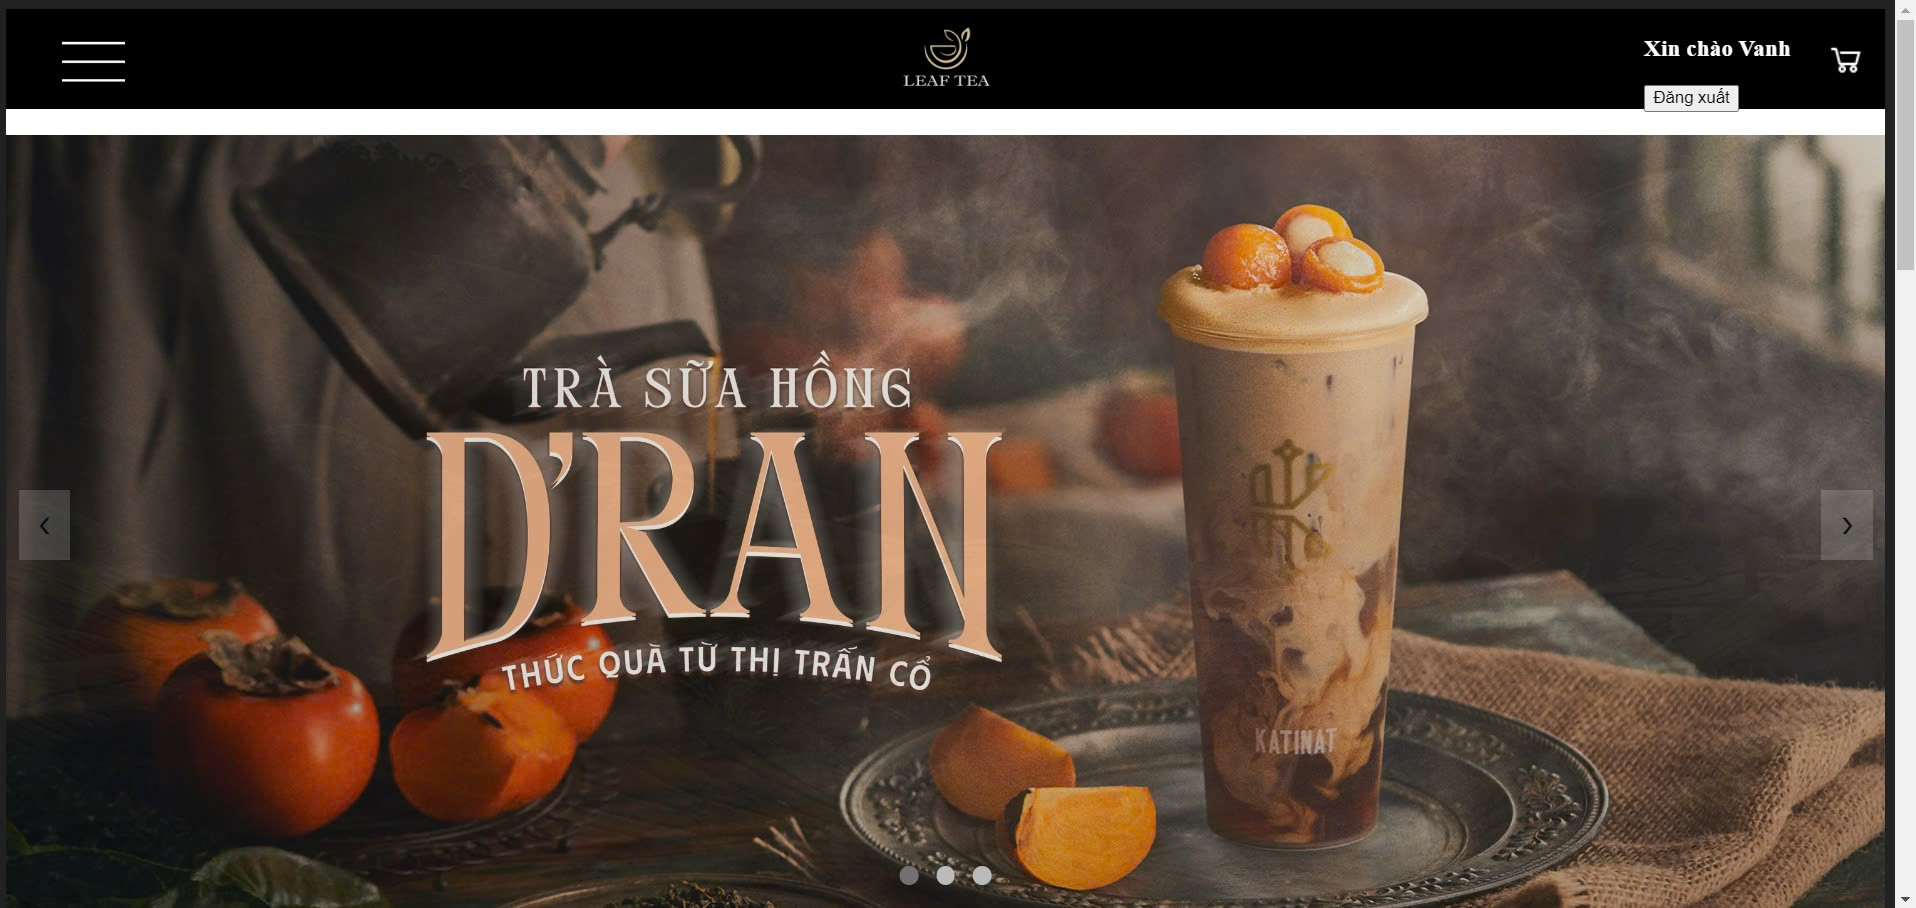 LEAF TEA
Xin chào Vanh
Đăng xuất
TRÀ SỮA HỒNG
D'RAN
THỨC QUÀ TỪ THỊ TRẤN CỔ
KATINAT